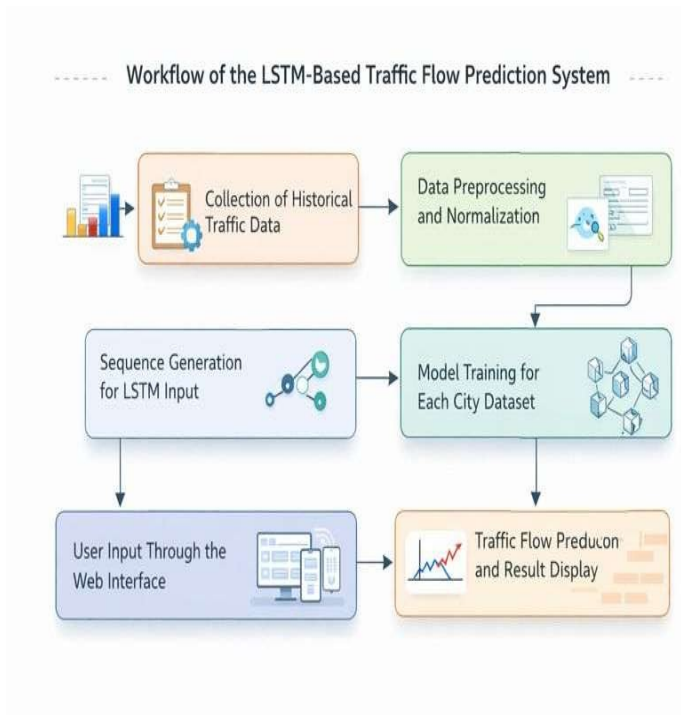 Workflow of the LSTM-Based Traffic Flow Prediction System
Collection of Historical
Traffic Data
Data Preprocessing
and Normalization
Sequence Generation
for LSTM Input
Model Training for
Each City Dataset
User Input Through the
Web Interface
Traffic Flow Preducon
and Result Display